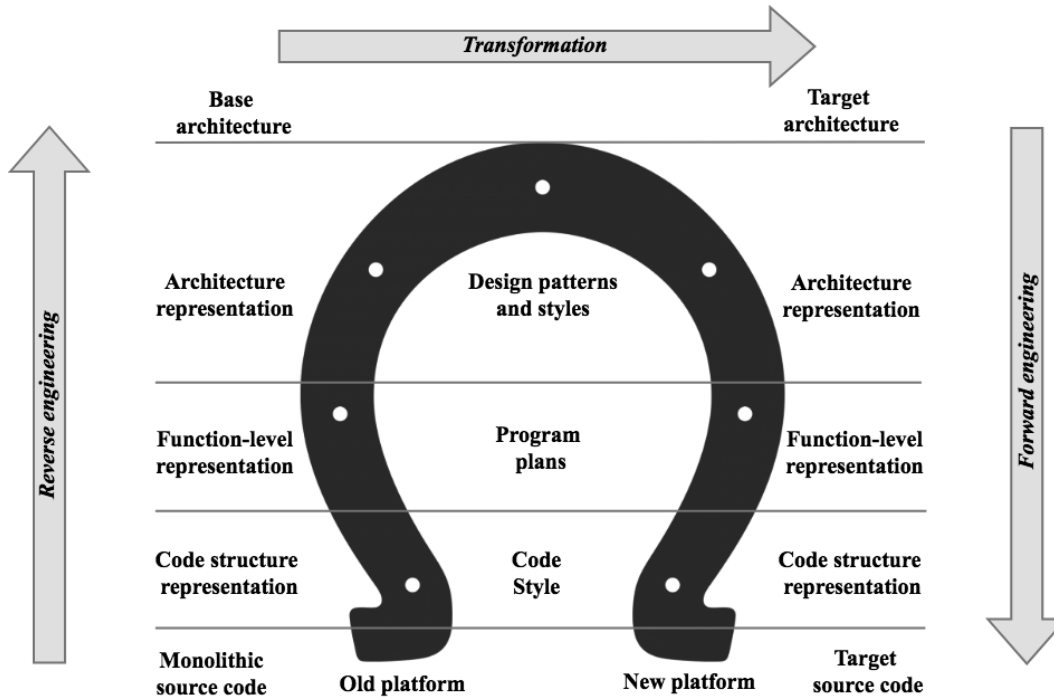 Transformation
Base
architecture
Target
architecture
Reverse engineering
Forward engineering
Architecture
representation
Design patterns
and styles
Architecture
representation
Function-level
representation
Program
plans
Function-level
representation
Code structure
representation
Code
Style
Code structure
representation
Monolithic
source code
Old platform
New platform
Target
source code